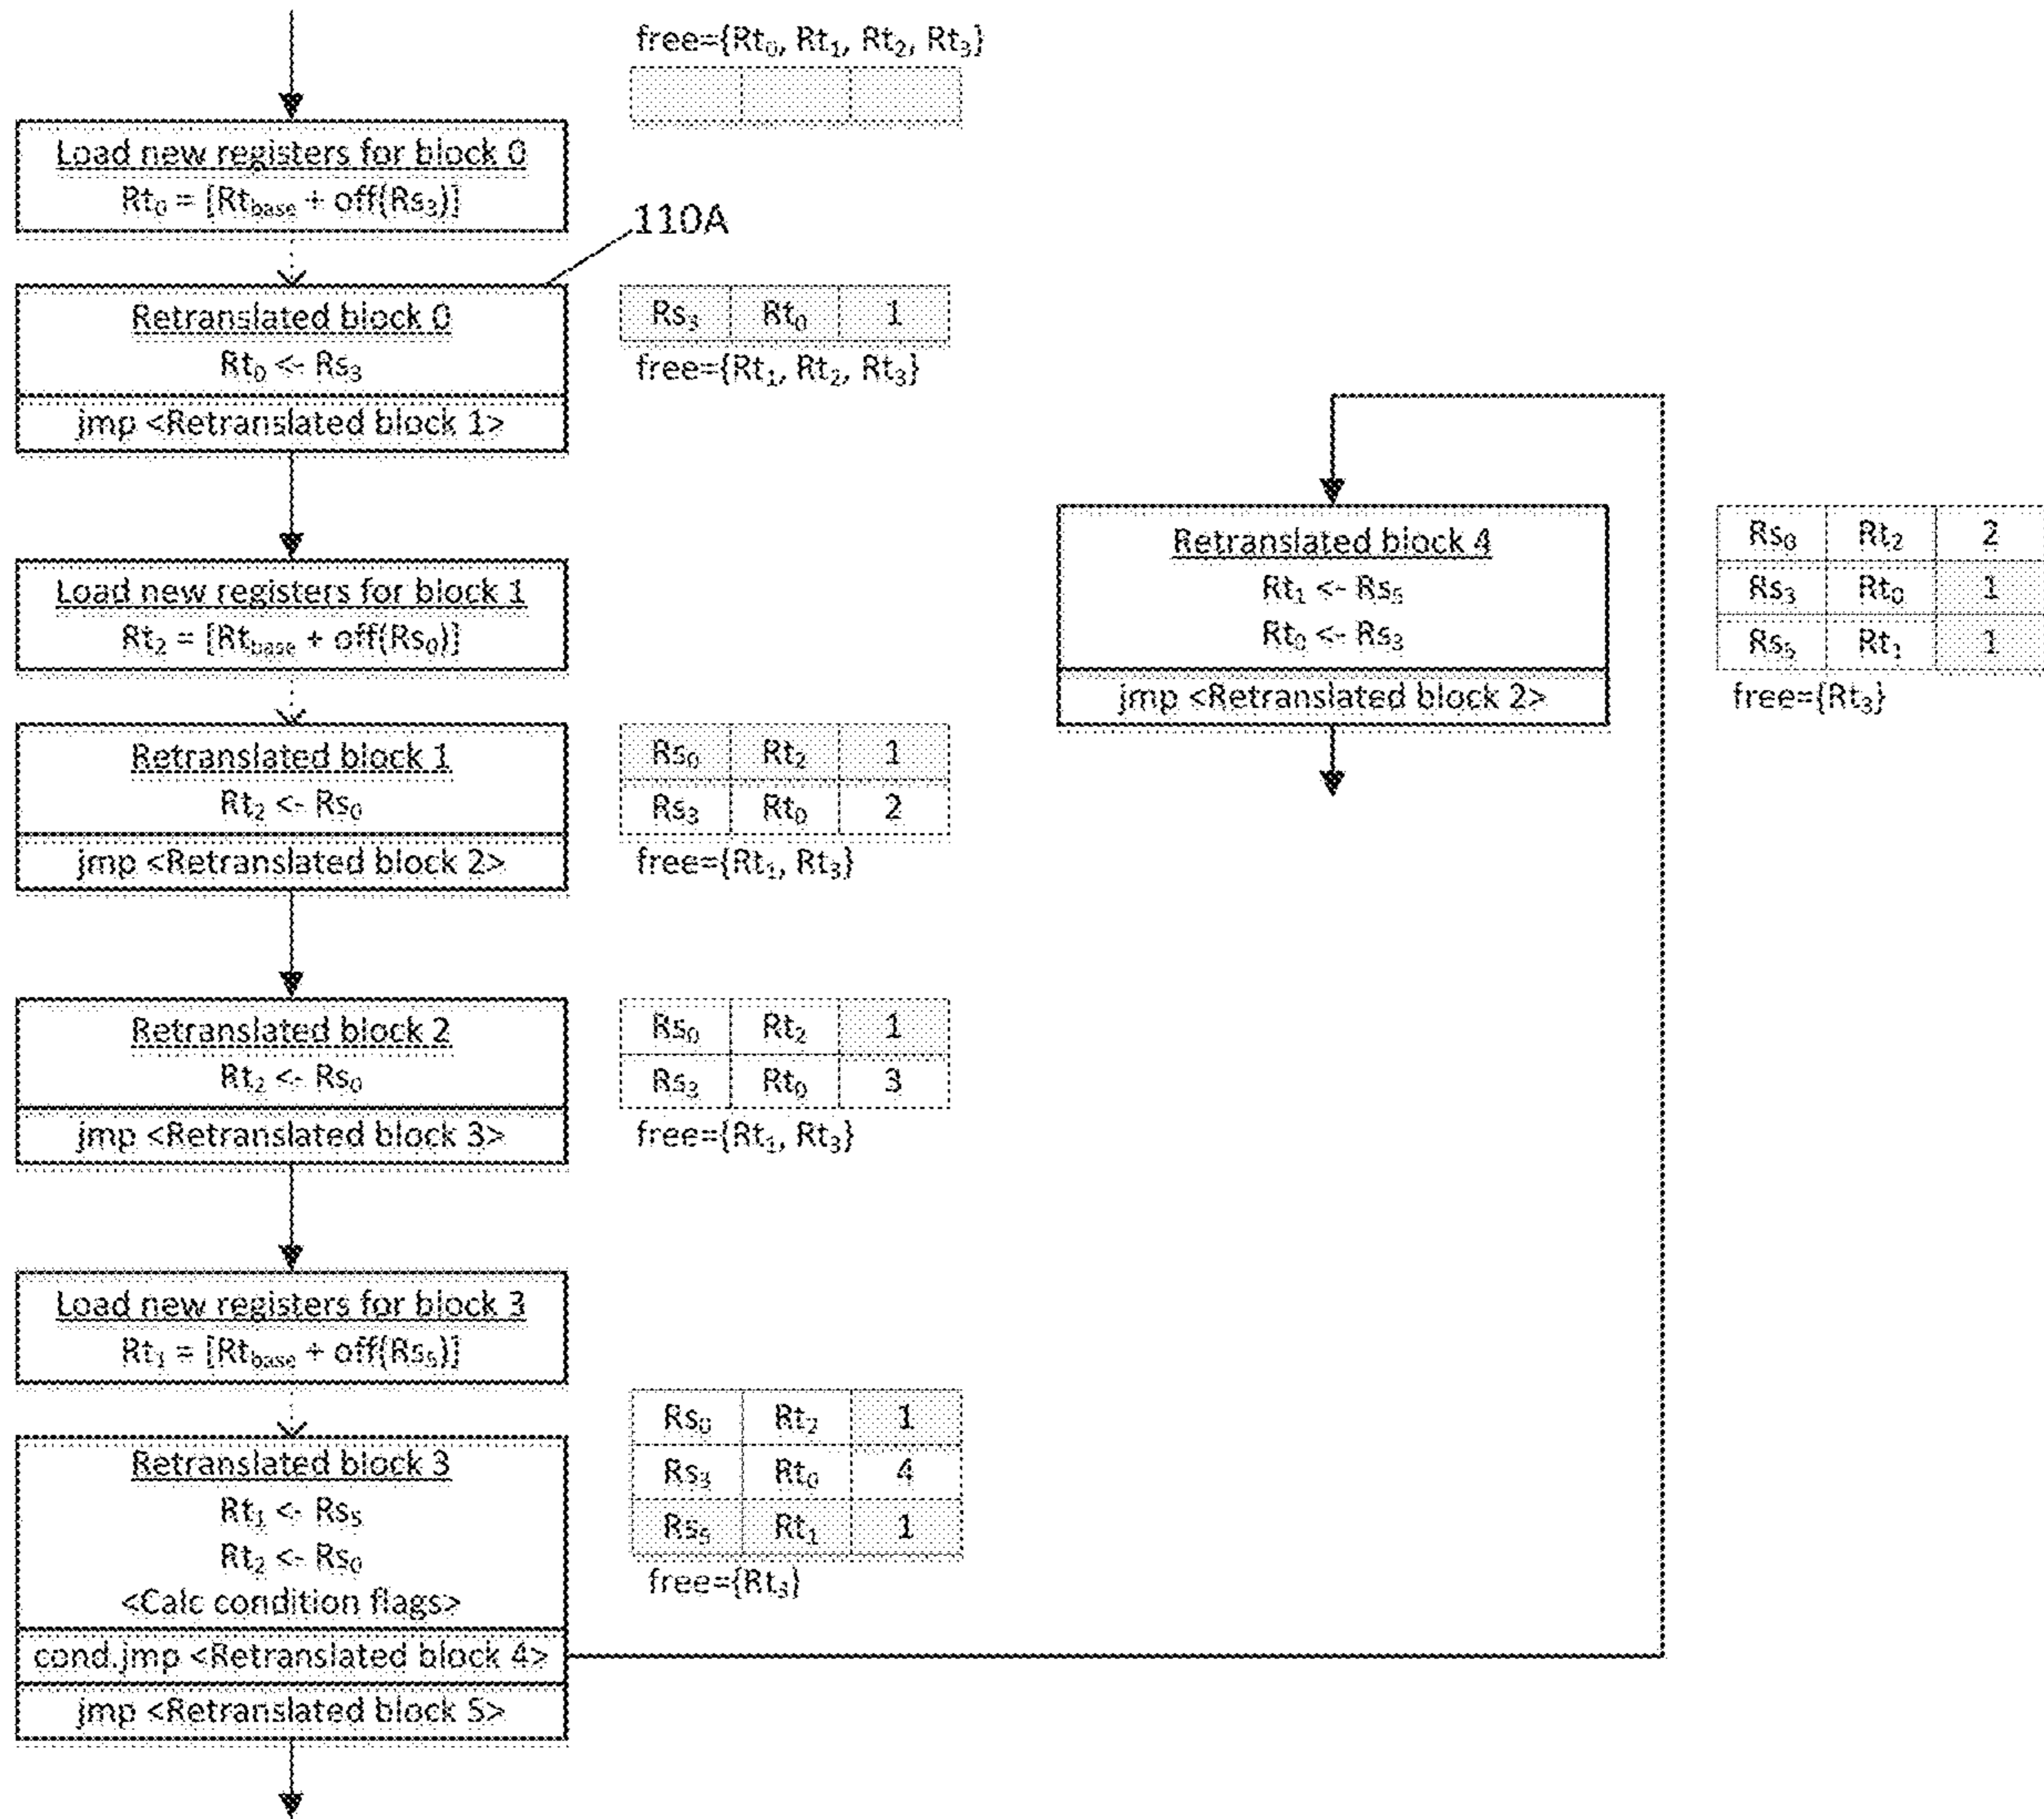 free={Rt₀, Rt₁, Rt₂, Rt₃}
Load new registers for block 0
Rt₀ = [Rt_base + off(Rs₃)]
110A
Retranslated block 0
Rt₀ <- Rs₃
jmp <Retranslated block 1>
Rs₃ Rt₀ 1
free={Rt₁, Rt₂, Rt₃}
Load new registers for block 1
Rt₂ = [Rt_base + off(Rs₀)]
Retranslated block 1
Rt₂ <- Rs₀
jmp <Retranslated block 2>
Rs₀ Rt₂ 1
Rs₃ Rt₀ 2
free={Rt₁, Rt₃}
Retranslated block 2
Rt₂ <- Rs₀
jmp <Retranslated block 3>
Rs₀ Rt₂ 1
Rs₃ Rt₀ 3
free={Rt₁, Rt₃}
Load new registers for block 3
Rt₁ = [Rt_base + off(Rs₅)]
Retranslated block 3
Rt₁ <- Rs₅
Rt₂ <- Rs₀
<Calc condition flags>
cond.jmp <Retranslated block 4>
jmp <Retranslated block 5>
Rs₀ Rt₂ 1
Rs₃ Rt₀ 4
Rs₅ Rt₁ 1
free={Rt₃}
Retranslated block 4
Rt₁ <- Rs₅
Rt₀ <- Rs₃
jmp <Retranslated block 2>
Rs₀ Rt₂ 2
Rs₃ Rt₀ 1
Rs₅ Rt₁ 1
free={Rt₃}